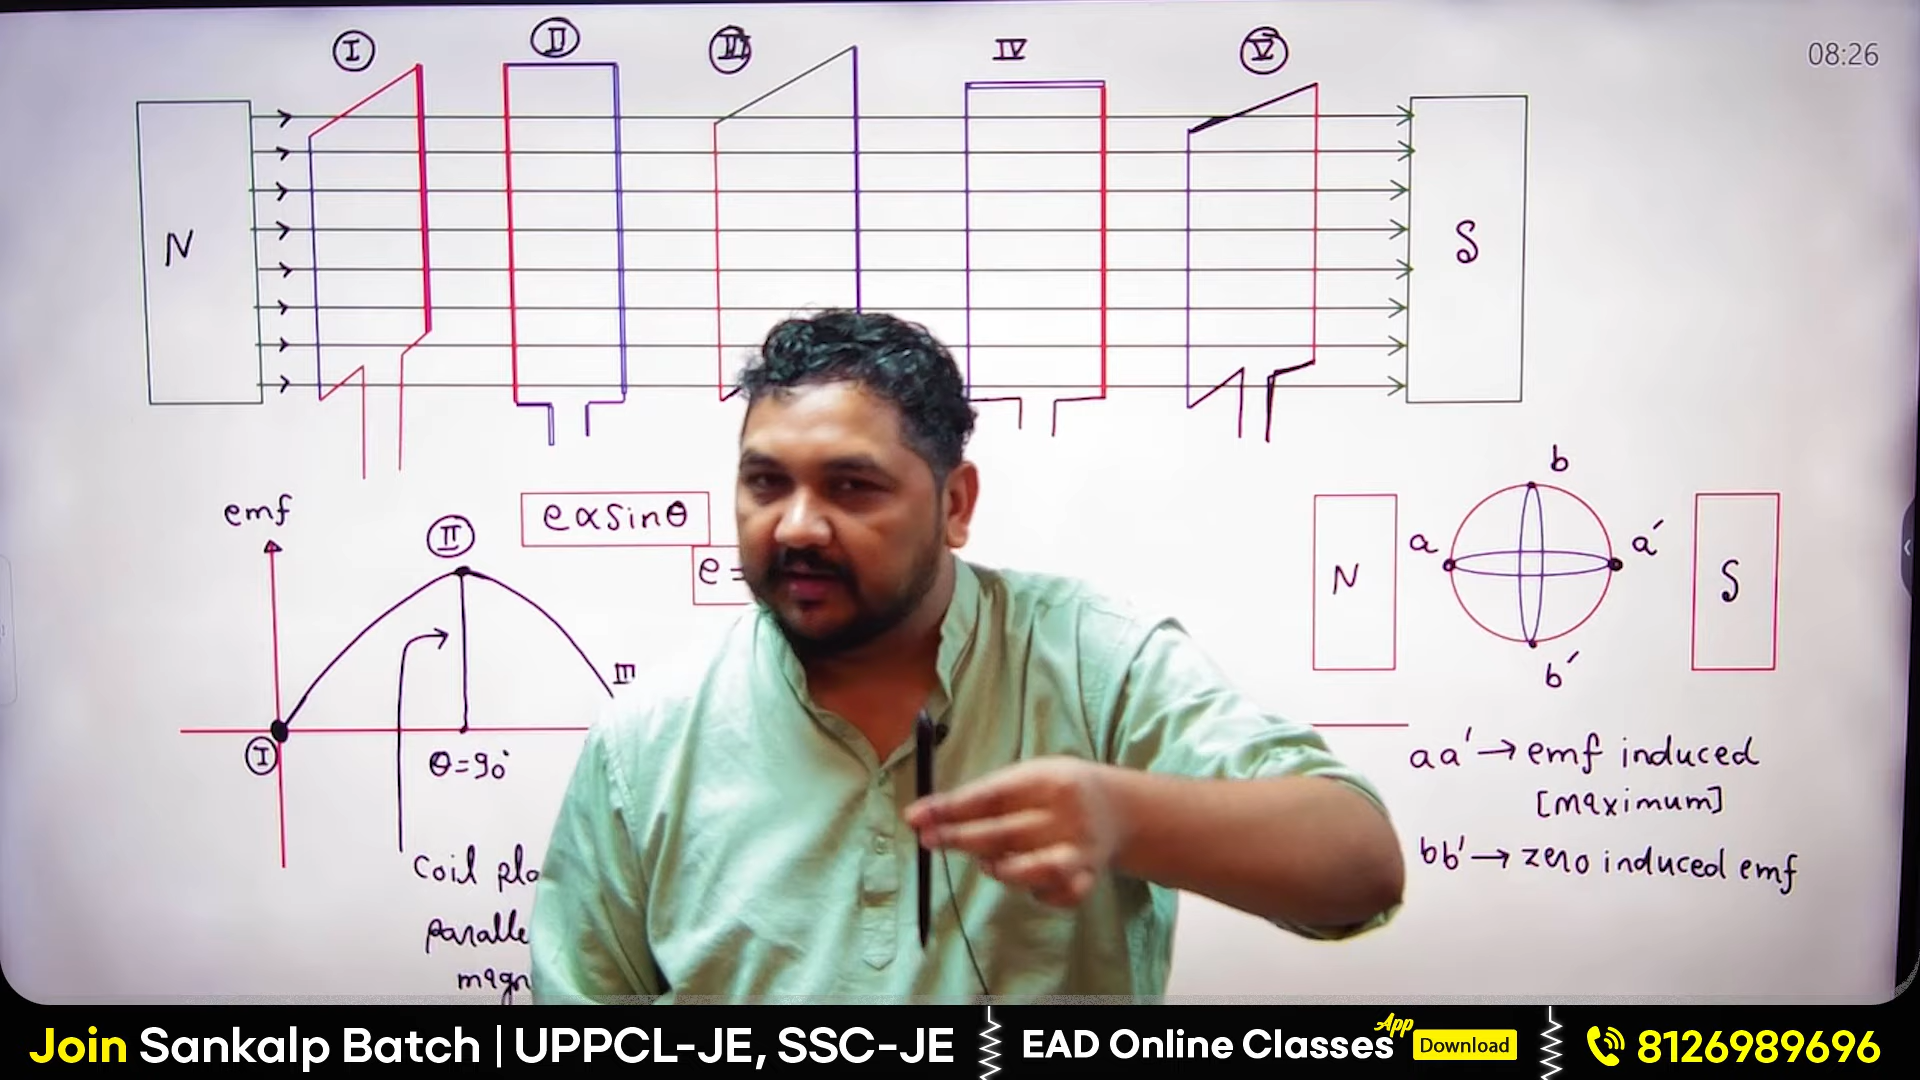 I II III IV V
08:26
N
S
emf
II
e α sinθ
e =
III
I
θ=90°
b
a
a'
N
S
b'
coil pla
paralle
magn
aa' → emf induced
[maximum]
bb' → zero induced emf
Join Sankalp Batch | UPPCL-JE, SSC-JE
EAD Online Classes App Download
8126989696